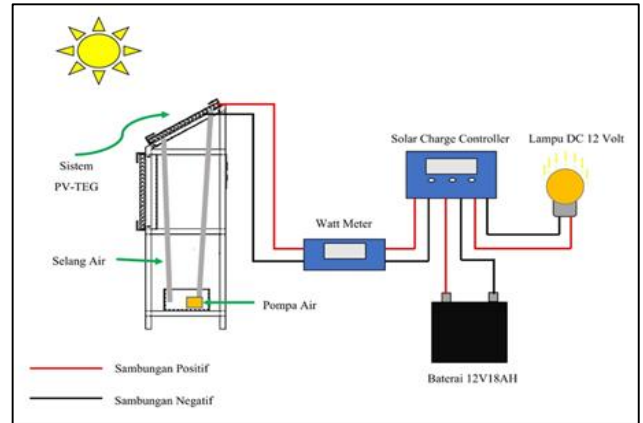 Solar Charge Controller
Lampu DC 12 Volt
Sistem
PV-TEG
Watt Meter
Selang Air
Pompa Air
Baterai 12V18AH
Sambungan Positif
Sambungan Negatif